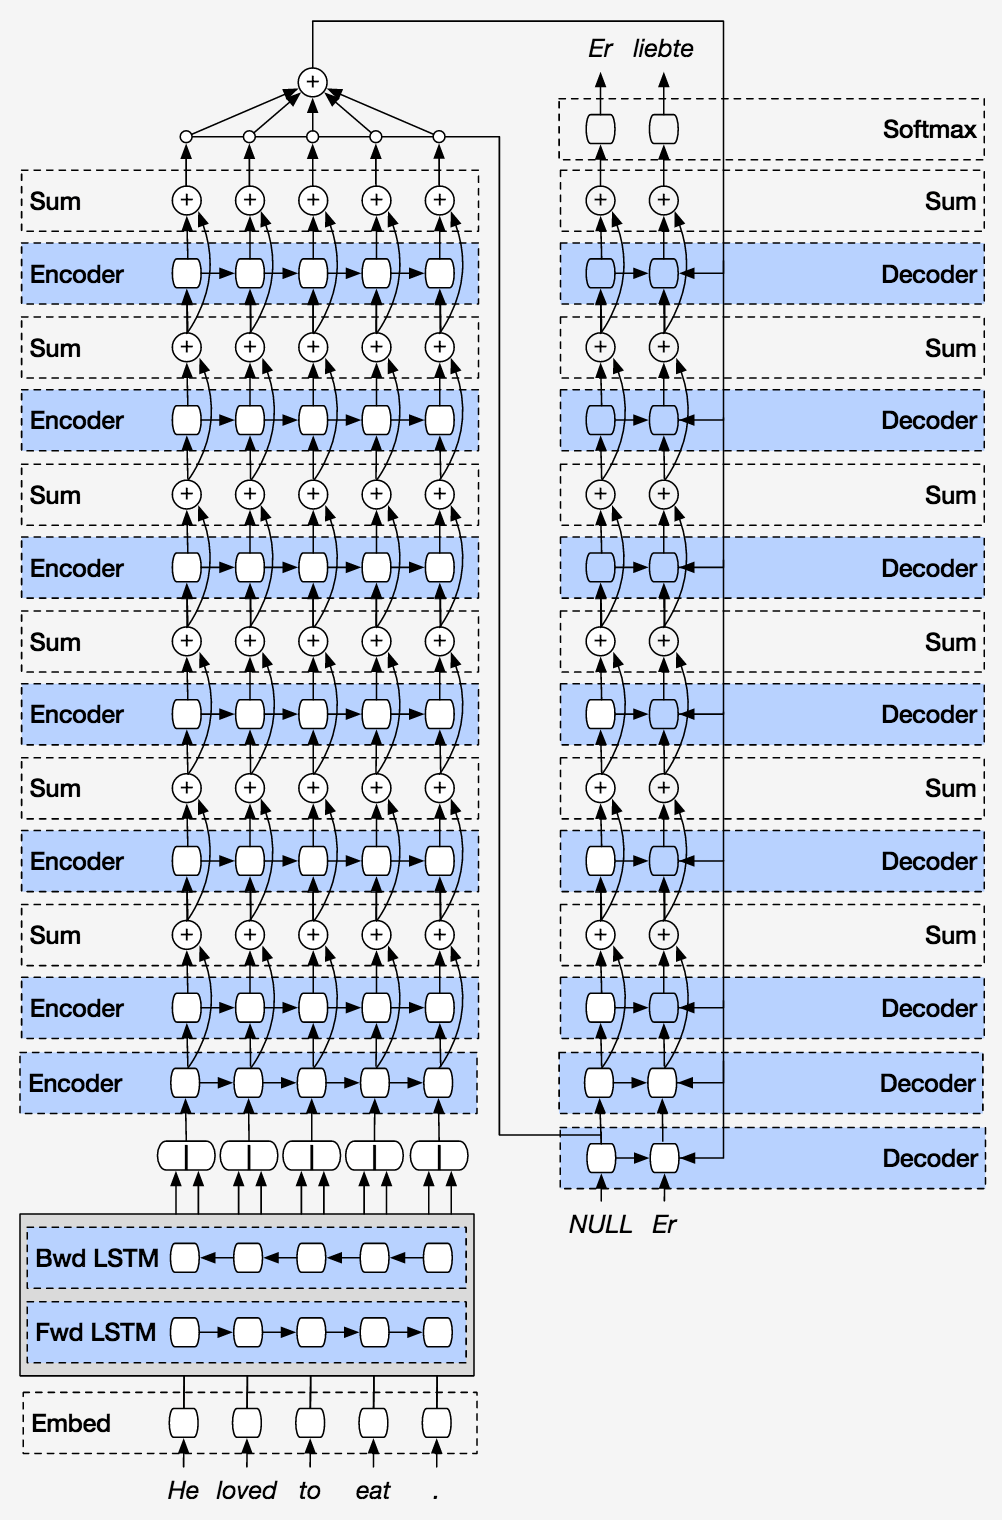 Er liebte
Softmax
Sum
Encoder
Sum
Encoder
Sum
Encoder
Sum
Encoder
Sum
Encoder
Sum
Encoder
Encoder
Bwd LSTM
Fwd LSTM
Embed
He loved to eat .
Sum
Decoder
Sum
Decoder
Sum
Decoder
Sum
Decoder
Sum
Decoder
Sum
Decoder
Decoder
Decoder
NULL Er